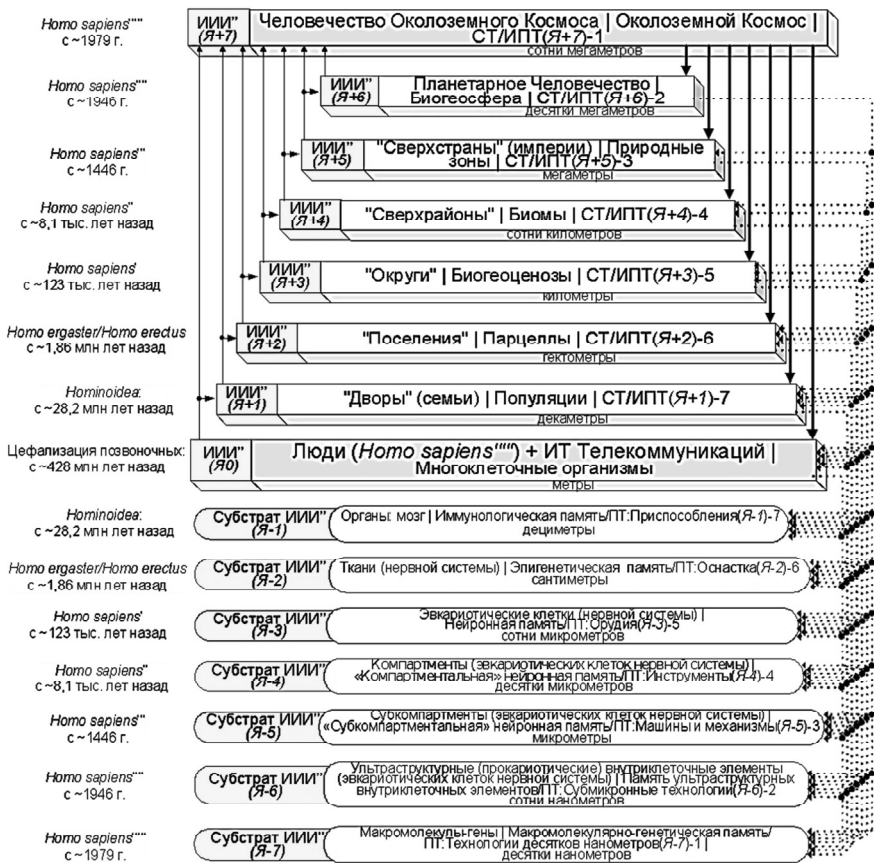 Homo sapiens'''''
с ~1979 г.
ИИИ"
(Я+7)
Человечество Околоземного Космоса | Околоземной Космос |
СТ/ИПТ(Я+7)-1
сотни мегаметров
Homo sapiens''''
с ~1946 г.
ИИИ"
(Я+6)
Планетарное Человечество |
Биогеосфера | СТ/ИПТ(Я+6)-2
десятки мегаметров
Homo sapiens'''
с ~1446 г.
ИИИ"
(Я+5)
"Сверхстраны" (империи) | Природные
зоны | СТ/ИПТ(Я+5)-3
мегаметры
Homo sapiens"
с ~8,1 тыс. лет назад
ИИИ"
(Я+4)
"Сверхрайоны" | Биомы | СТ/ИПТ(Я+4)-4
сотни километров
Homo sapiens'
с ~123 тыс. лет назад
ИИИ"
(Я+3)
"Округи" | Биогеоценозы | СТ/ИПТ(Я+3)-5
километры
Homo ergaster/Homo erectus
с ~1,86 млн лет назад
ИИИ"
(Я+2)
"Поселения" | Парцеллы | СТ/ИПТ(Я+2)-6
гектометры
Hominoidea:
с ~28,2 млн лет назад
ИИИ"
(Я+1)
"Дворы" (семьи) | Популяции | СТ/ИПТ(Я+1)-7
декаметры
Цефализация позвоночных:
с ~428 млн лет назад
ИИИ"
(Я0)
Люди (Homo sapiens''''') + ИТ Телекоммуникаций |
Многоклеточные организмы
метры
Hominoidea:
с ~28,2 млн лет назад
Субстрат ИИИ"
(Я-1)
Органы: мозг | Иммунологическая память/ПТ:Приспособления(Я-1)-7
дециметры
Homo ergaster/Homo erectus
с ~1,86 млн лет назад
Субстрат ИИИ"
(Я-2)
Ткани (нервной системы) | Эпигенетическая память/ПТ:Оснастка(Я-2)-6
сантиметры
Homo sapiens'
с ~123 тыс. лет назад
Субстрат ИИИ"
(Я-3)
Эвкариотические клетки (нервной системы) |
Нейронная память/ПТ:Орудия(Я-3)-5
сотни микрометров
Homo sapiens"
с ~8,1 тыс. лет назад
Субстрат ИИИ"
(Я-4)
Компартменты (эвкариотических клеток нервной системы) |
«Компартментальная» нейронная память/ПТ:Инструменты(Я-4)-4
десятки микрометров
Homo sapiens'''
с ~1446 г.
Субстрат ИИИ"
(Я-5)
Субкомпартменты (эвкариотических клеток нервной системы) |
«Субкомпартментальная» нейронная память/ПТ:Машины и механизмы(Я-5)-3
микрометры
Homo sapiens''''
с ~1946 г.
Субстрат ИИИ"
(Я-6)
Ультраструктурные (прокариотические) внутриклеточные элементы
(эвкариотических клеток нервной системы) | Память ультраструктурных
внутриклеточных элементов/ПТ:Субмикронные технологии(Я-6)-2
сотни нанометров
Homo sapiens'''''
с ~1979 г.
Субстрат ИИИ"
(Я-7)
Макромолекулы-гены | Макромолекулярно-генетическая память/
ПТ:Технологии десятков нанометров(Я-7)-1 |
десятки нанометров